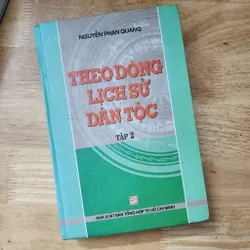 NGUYỄN PHAN QUANG
THEO DÒNG
LỊCH SỬ
DÂN TỘC
TẬP 2
NHÀ XUẤT BẢN TỔNG HỢP TP. HỒ CHÍ MINH